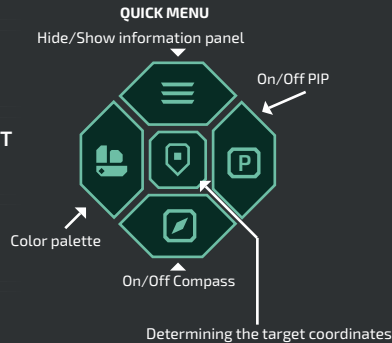 QUICK MENU
Hide/Show information panel
On/Off PIP
T
P
Color palette
On/Off Compass
Determining the target coordinates